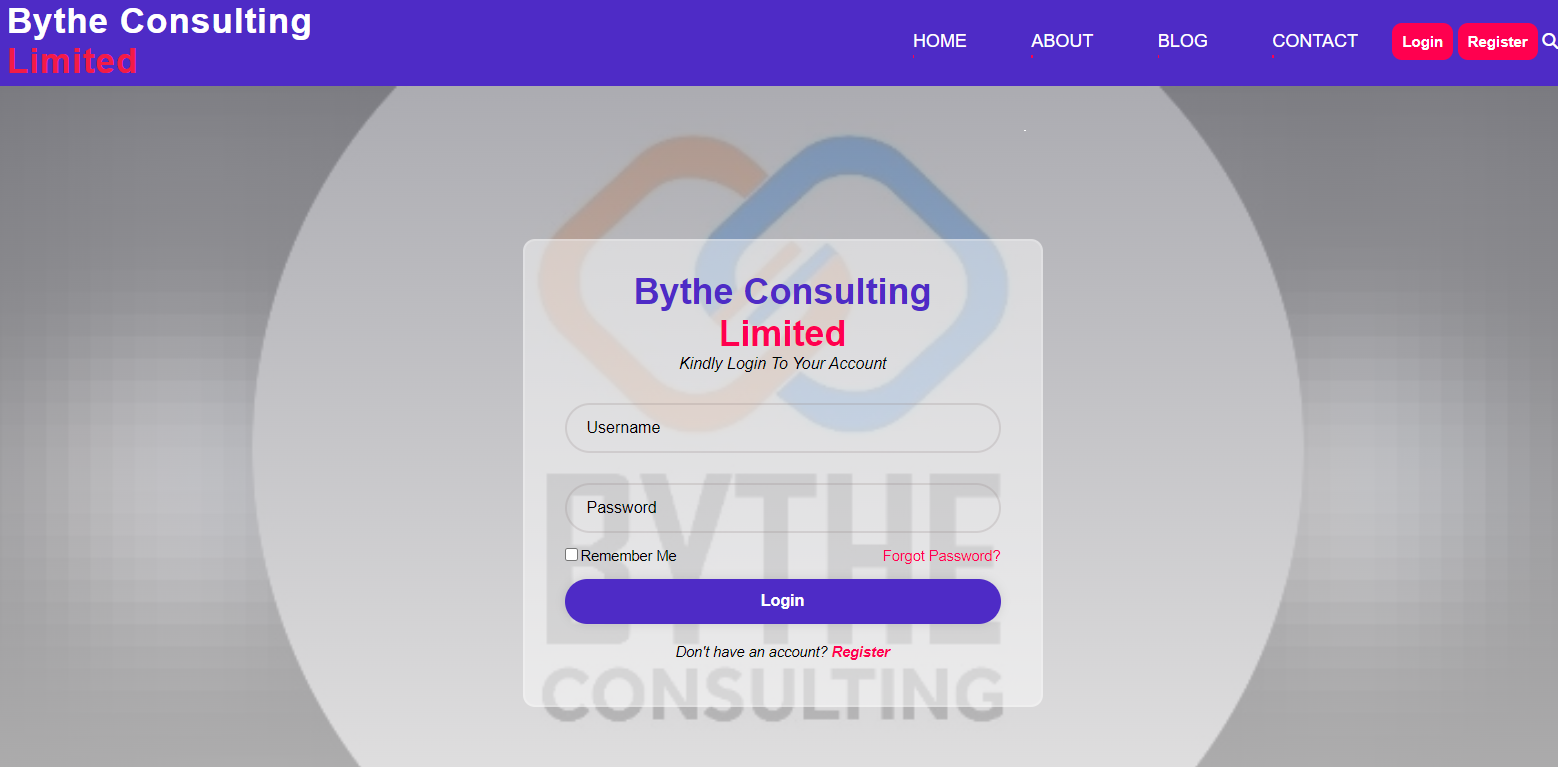 Bythe Consulting
Limited
HOME ABOUT BLOG CONTACT Login Register
Bythe Consulting
Limited
Kindly Login To Your Account
Username
Password
Remember Me Forgot Password?
Login
Don't have an account? Register
BYTHE
CONSULTING